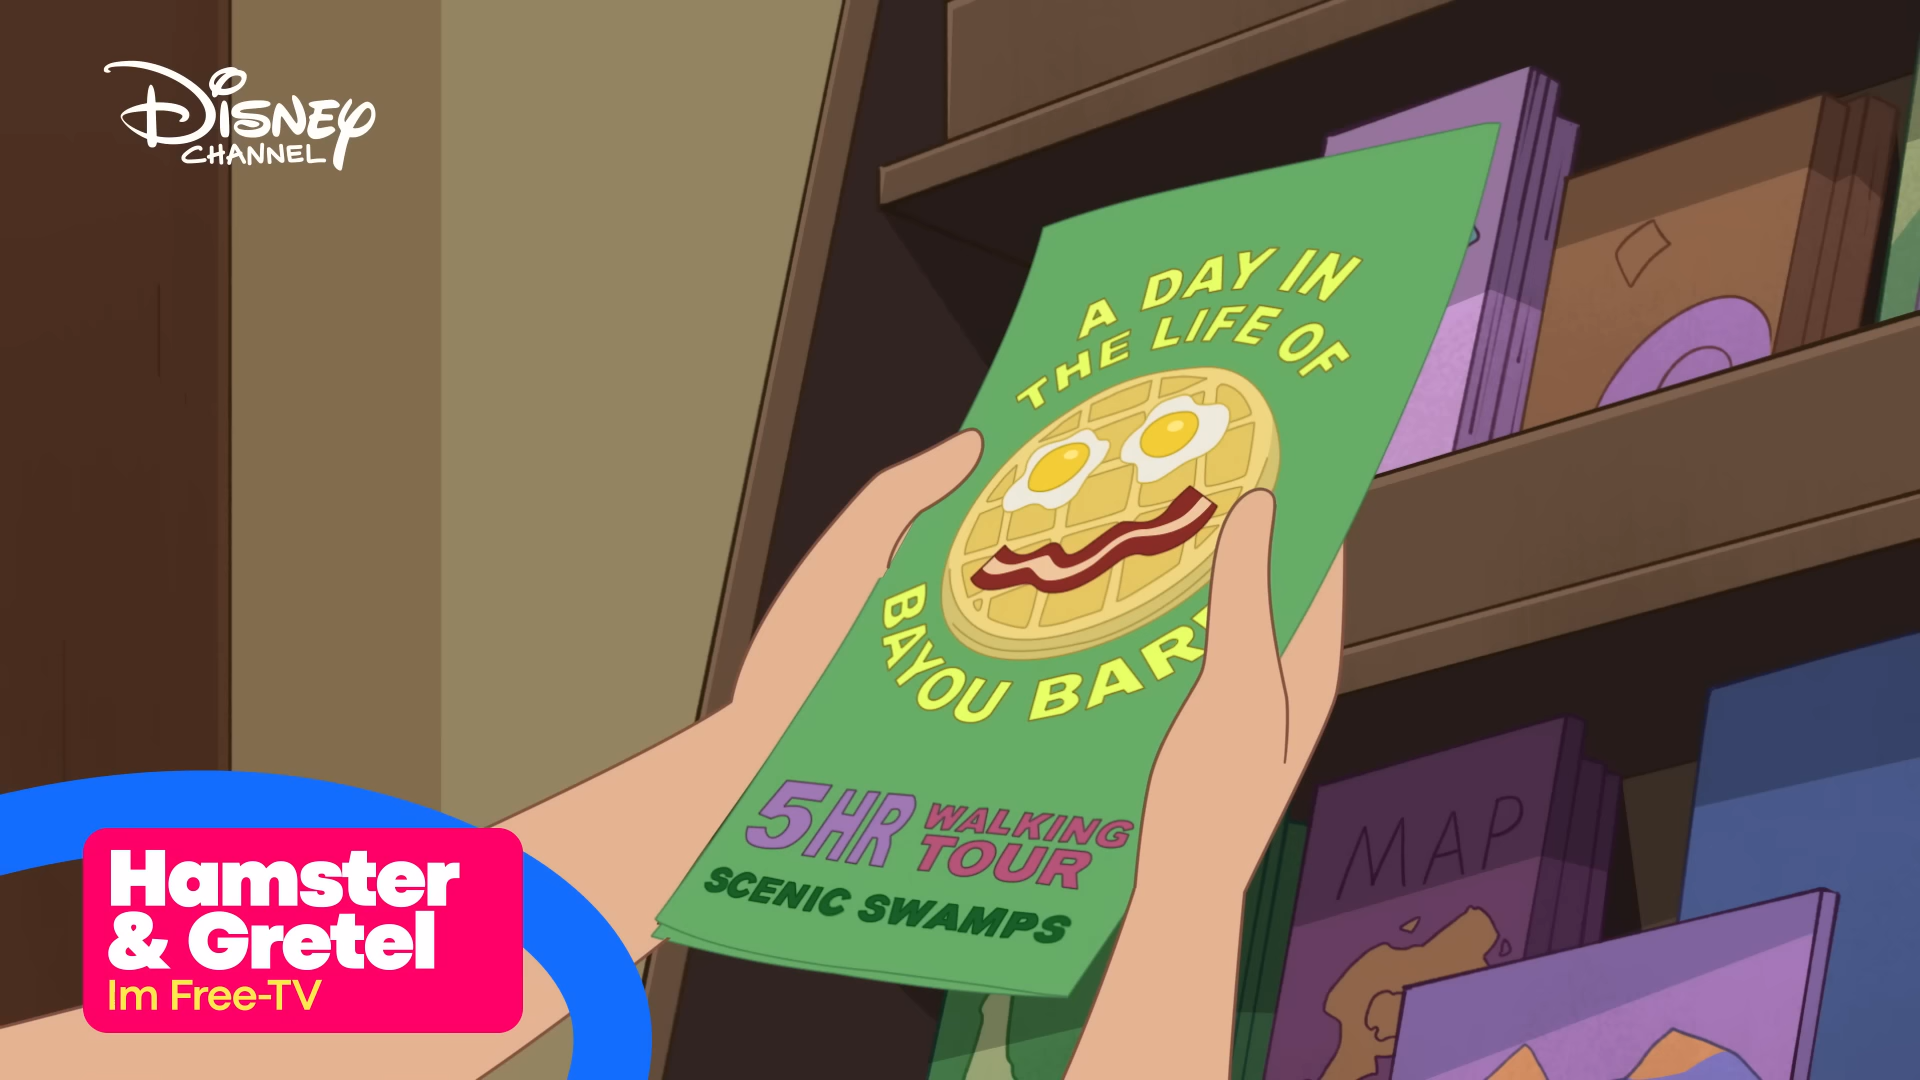 Disney
CHANNEL
A DAY IN
THE LIFE OF
BAYOU
5HR WALKING
TOUR
SCENIC SWAMPS
MAP
Hamster
& Gretel
Im Free-TV